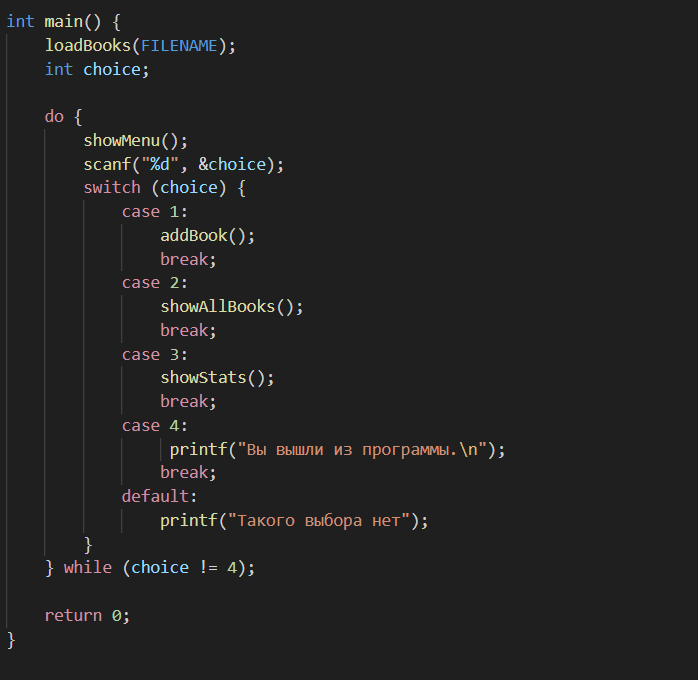 int main() {
    loadBooks(FILENAME);
    int choice;

    do {
        showMenu();
        scanf("%d", &choice);
        switch (choice) {
            case 1:
                addBook();
                break;
            case 2:
                showAllBooks();
                break;
            case 3:
                showStats();
                break;
            case 4:
                 printf("Вы вышли из программы.\n");
                break;
            default:
                printf("Такого выбора нет");
        }
    } while (choice != 4);

    return 0;
}